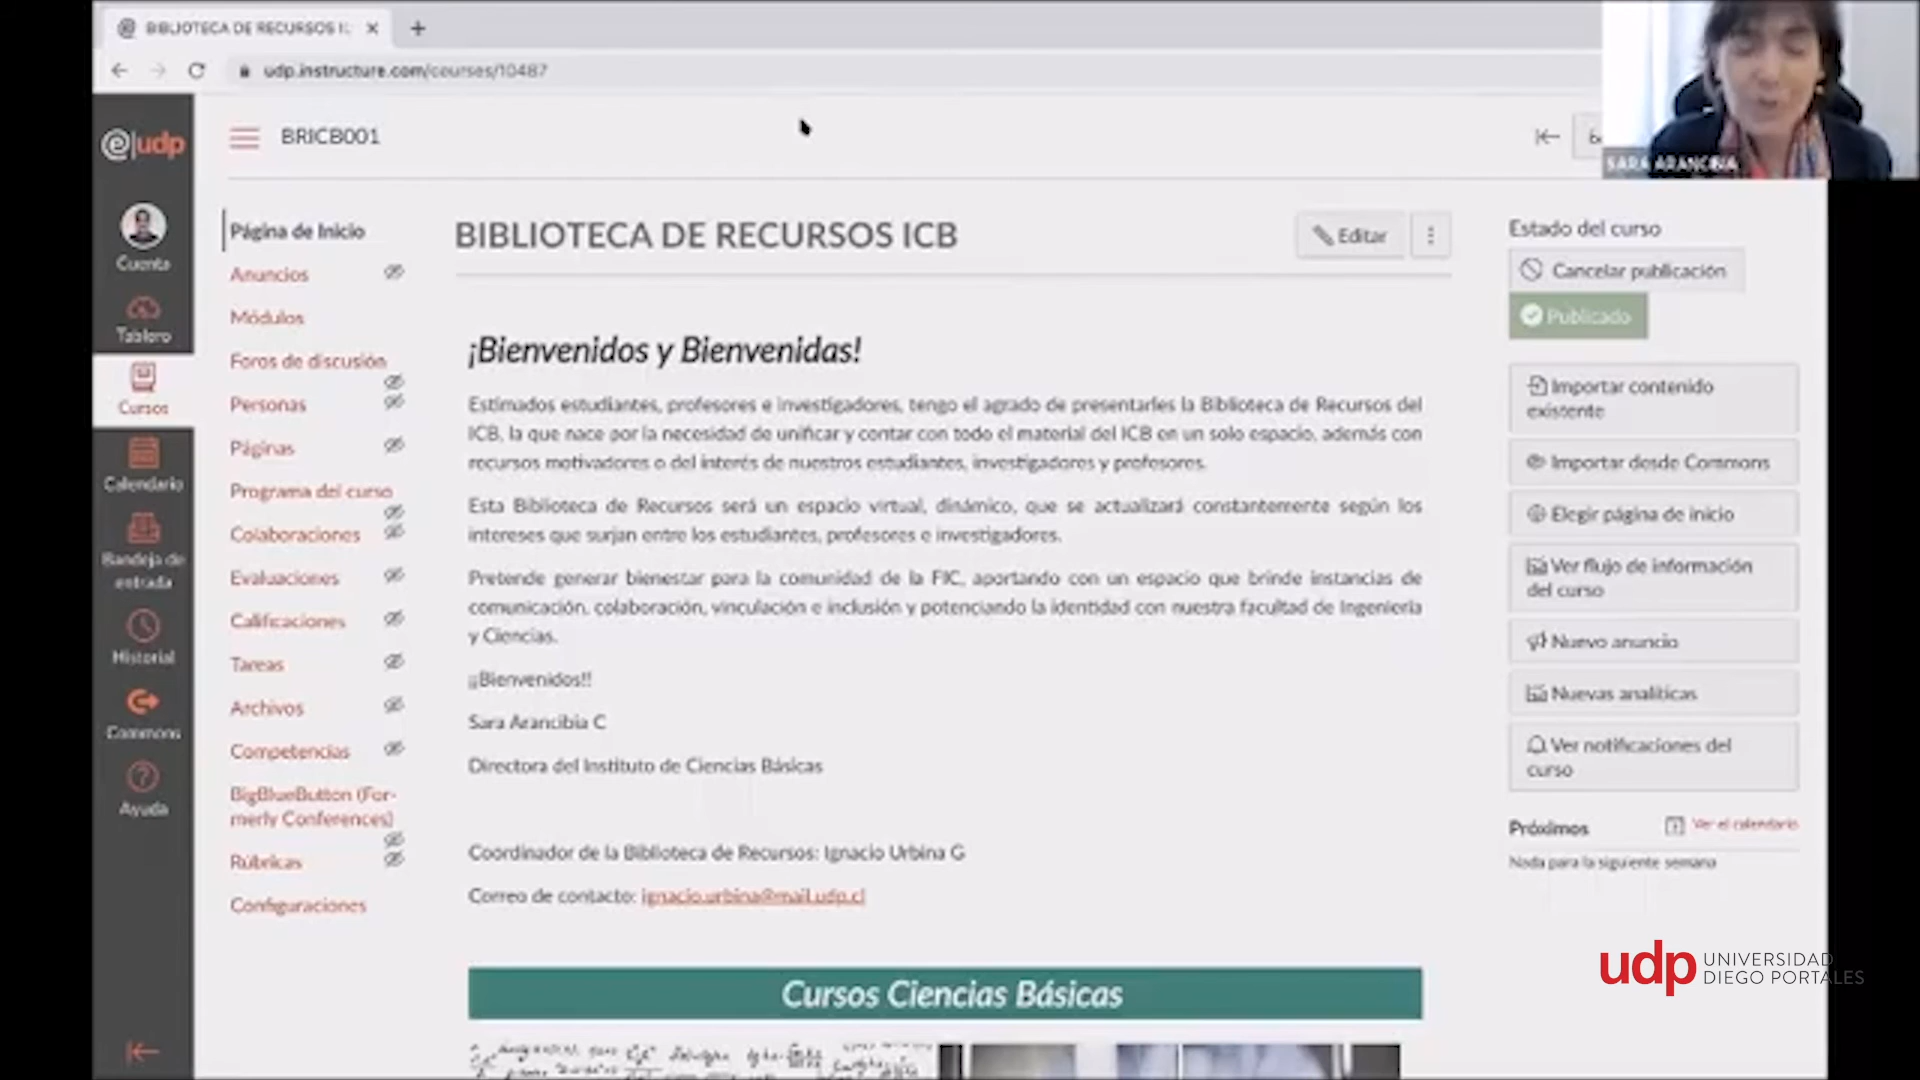 BIBLIOTECA DE RECURSOS IC
udp.instructure.com/courses/10487
@|udp
BRICB001
SARA ARANCIBIA
Cuenta
Tablero
Cursos
Calendario
Bandeja de
entrada
Historial
Commons
Ayuda
Página de Inicio
Anuncios
Módulos
Foros de discusión
Personas
Páginas
Programa del curso
Colaboraciones
Evaluaciones
Calificaciones
Tareas
Archivos
Competencias
BigBlueButton (For-
merly Conferences)
Rúbricas
Configuraciones
BIBLIOTECA DE RECURSOS ICB
Editar
¡Bienvenidos y Bienvenidas!
Estimados estudiantes, profesores e investigadores, tengo el agrado de presentarles la Biblioteca de Recursos del
ICB, la que nace por la necesidad de unificar y contar con todo el material del ICB en un solo espacio, además con
recursos motivadores o del interés de nuestros estudiantes, investigadores y profesores.
Esta Biblioteca de Recursos será un espacio virtual, dinámico, que se actualizará constantemente según los
intereses que surjan entre los estudiantes, profesores e investigadores.
Pretende generar bienestar para la comunidad de la FIC, aportando con un espacio que brinde instancias de
comunicación, colaboración, vinculación e inclusión y potenciando la identidad con nuestra facultad de Ingeniería
y Ciencias.
¡¡Bienvenidos!!
Sara Arancibia C
Directora del Instituto de Ciencias Básicas
Coordinador de la Biblioteca de Recursos: Ignacio Urbina G
Correo de contacto: ignacio.urbina@mail.udp.cl
Cursos Ciencias Básicas
Estado del curso
Cancelar publicación
Publicado
Importar contenido
existente
Importar desde Commons
Elegir página de inicio
Ver flujo de información
del curso
Nuevo anuncio
Nuevas analíticas
Ver notificaciones del
curso
Próximos
Ver el calendario
Nada para la siguiente semana
udp UNIVERSIDAD
DIEGO PORTALES